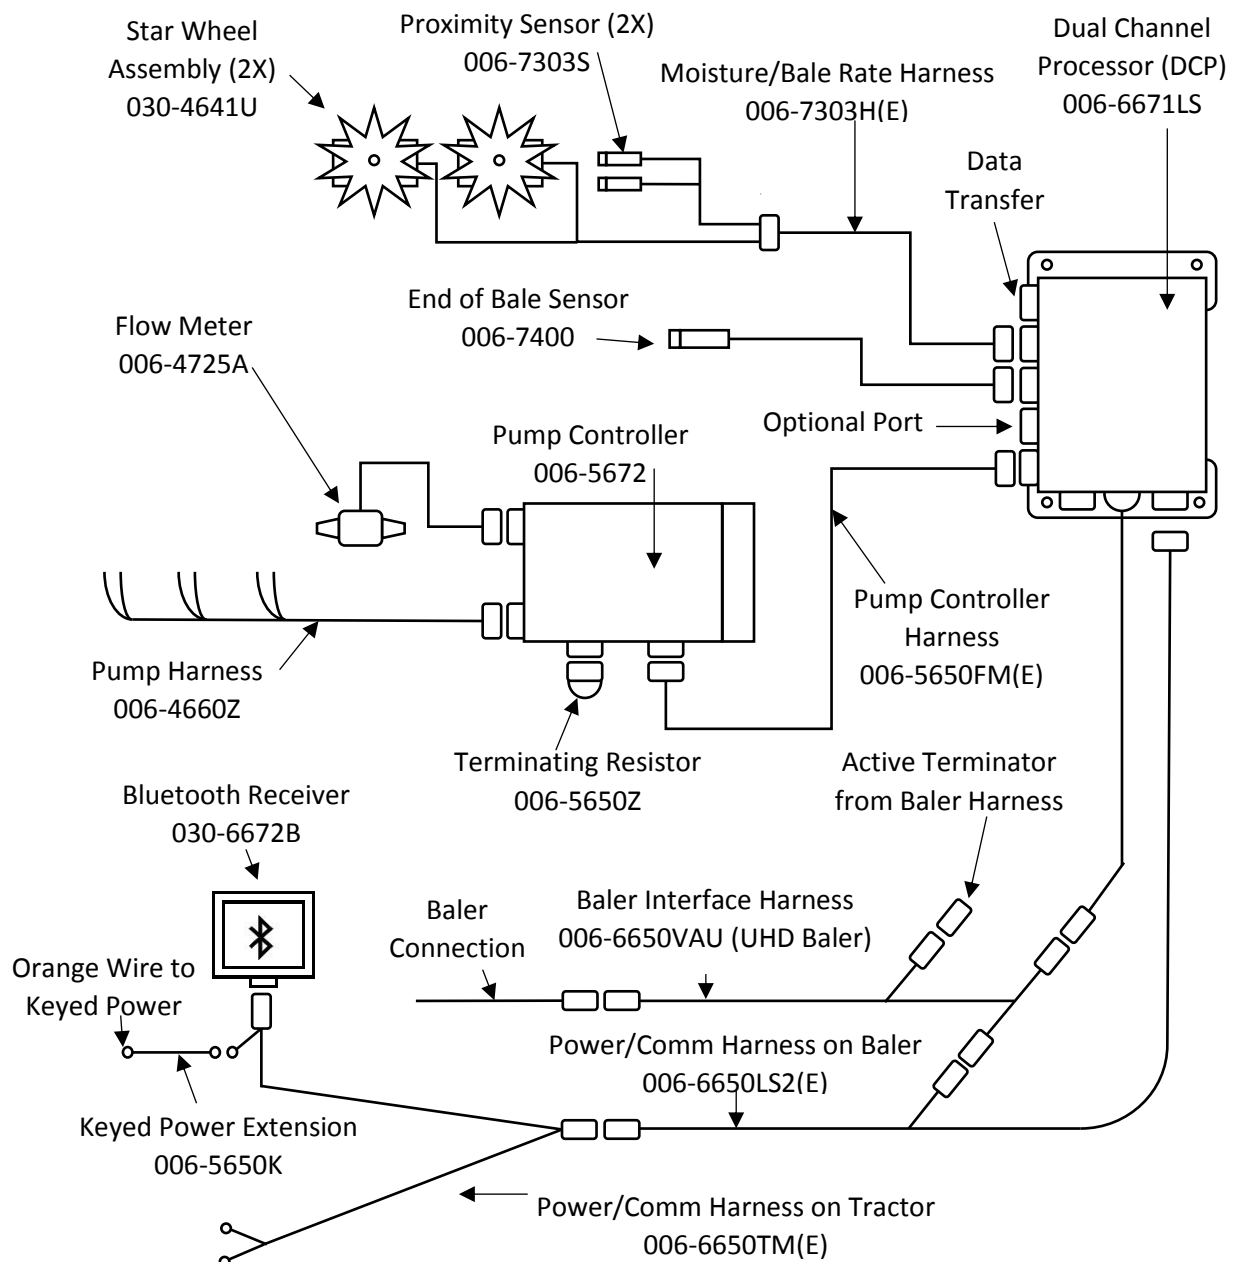 Star Wheel
Assembly (2X)
030-4641U
Proximity Sensor (2X)
006-7303S
Moisture/Bale Rate Harness
006-7303H(E)
Dual Channel
Processor (DCP)
006-6671LS
Data
Transfer
End of Bale Sensor
006-7400
Flow Meter
006-4725A
Optional Port
Pump Controller
006-5672
Pump Controller
Harness
006-5650FM(E)
Pump Harness
006-4660Z
Terminating Resistor
006-5650Z
Active Terminator
from Baler Harness
Bluetooth Receiver
030-6672B
Baler
Connection
Baler Interface Harness
006-6650VAU (UHD Baler)
Orange Wire to
Keyed Power
Power/Comm Harness on Baler
006-6650LS2(E)
Keyed Power Extension
006-5650K
Power/Comm Harness on Tractor
006-6650TM(E)